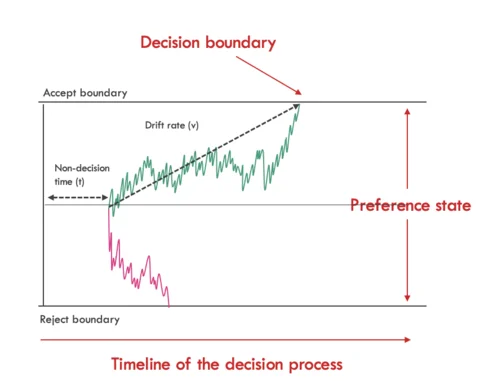 Decision boundary
Accept boundary
Drift rate (v)
Non-decision
time (t)
Preference state
Reject boundary
Timeline of the decision process